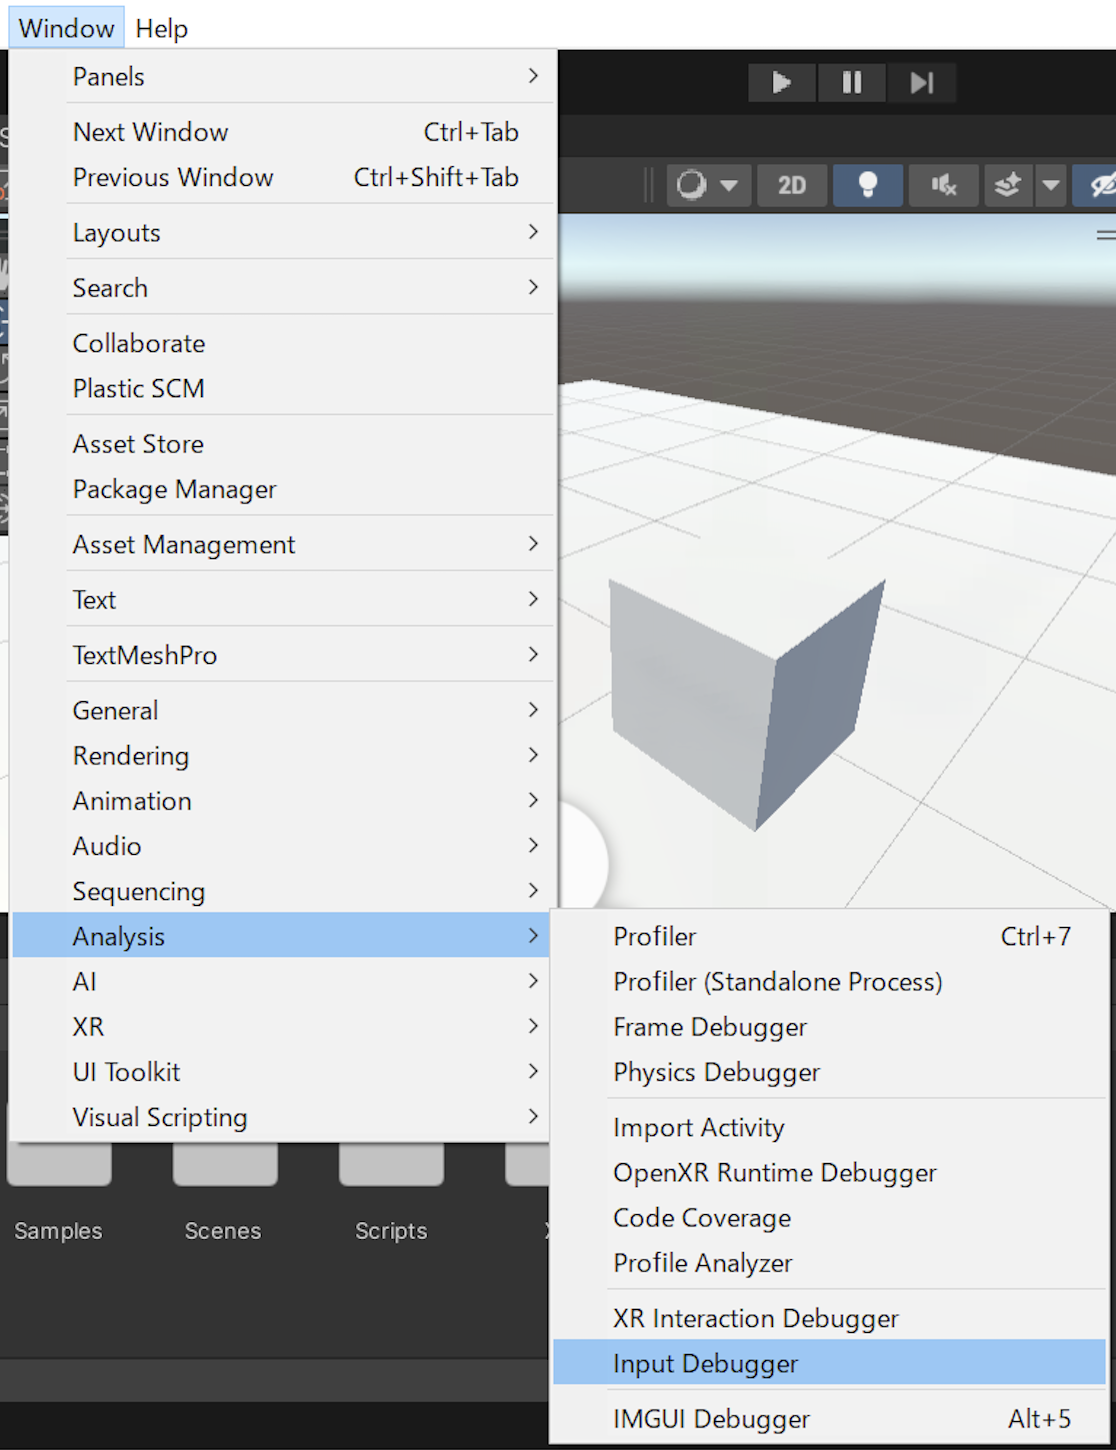 Window Help
Panels
Next Window Ctrl+Tab
Previous Window Ctrl+Shift+Tab
Layouts
Search
Collaborate
Plastic SCM
Asset Store
Package Manager
Asset Management
Text
TextMeshPro
General
Rendering
Animation
Audio
Sequencing
Analysis
AI
XR
UI Toolkit
Visual Scripting
2D
Profiler Ctrl+7
Profiler (Standalone Process)
Frame Debugger
Physics Debugger
Import Activity
OpenXR Runtime Debugger
Code Coverage
Profile Analyzer
XR Interaction Debugger
Input Debugger
IMGUI Debugger Alt+5
Samples Scenes Scripts